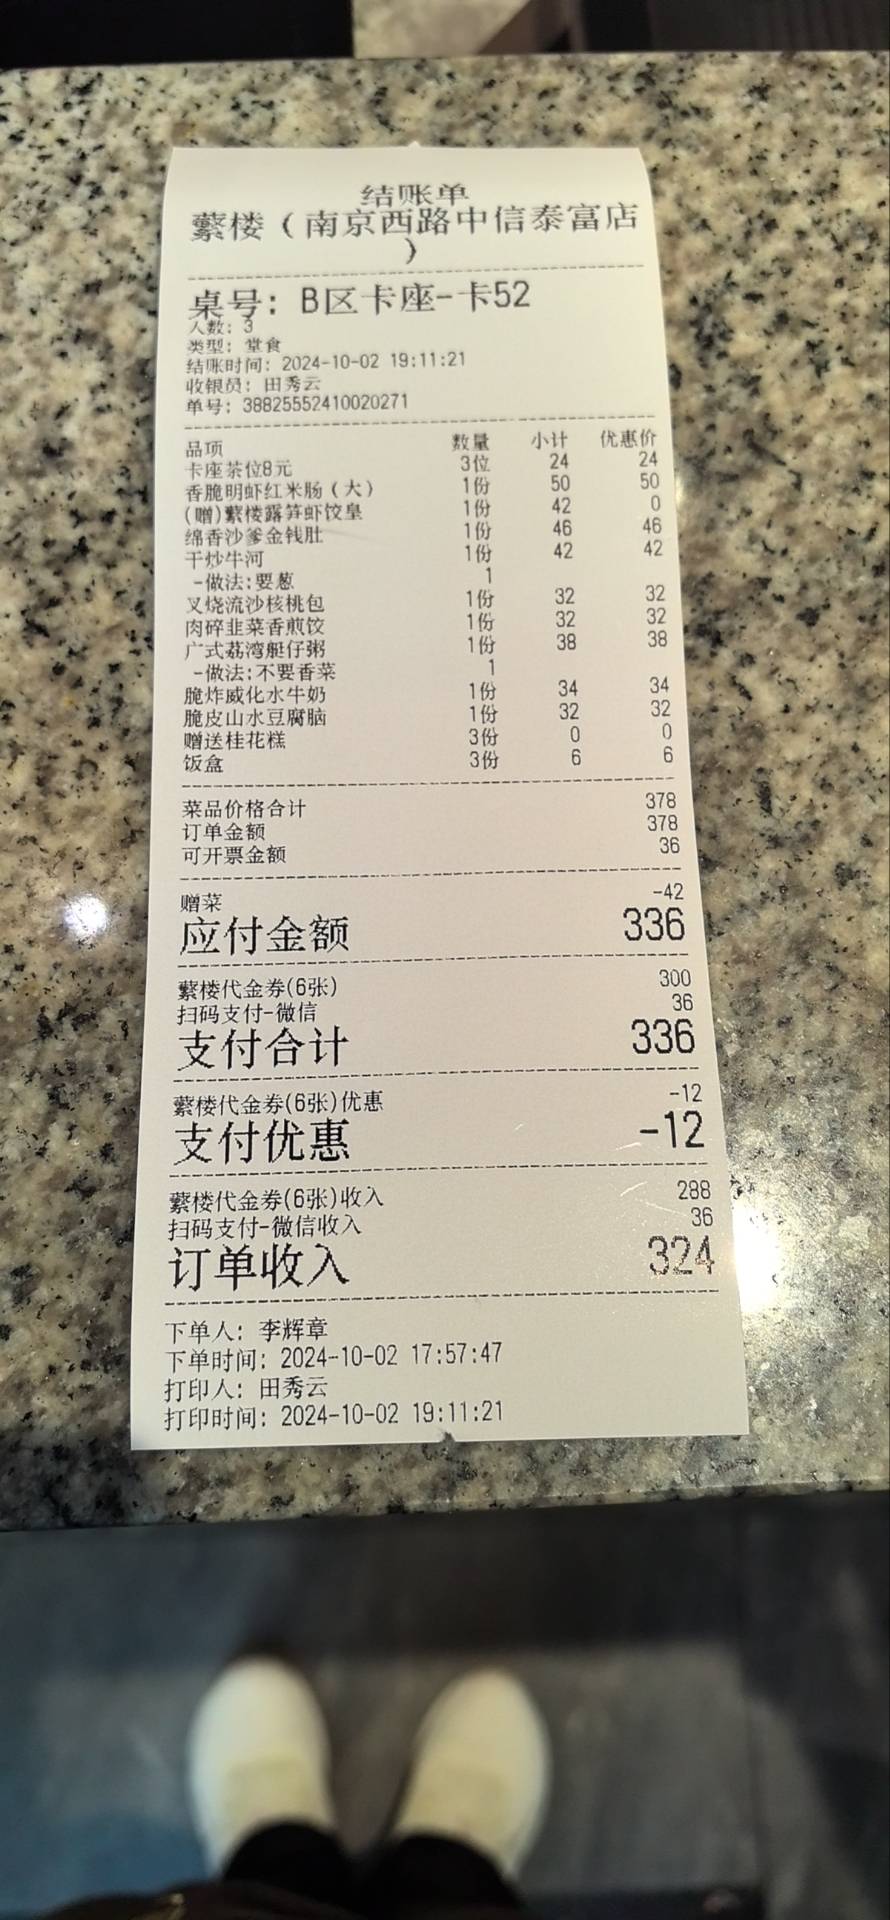 结账单
蘩楼（南京西路中信泰富店
）
桌号: B区卡座-卡52
人数: 3
类型: 堂食
结账时间: 2024-10-02 19:11:21
收银员: 田秀云
单号: 38825552410020271
品项 数量 小计 优惠价
卡座茶位8元 3位 24 24
香脆明虾红米肠（大） 1份 50 50
(赠)蘩楼露笋虾饺皇 1份 42 0
绵香沙爹金钱肚 1份 46 46
干炒牛河 1份 42 42
-做法:要葱 1
叉烧流沙核桃包 1份 32 32
肉碎韭菜香煎饺 1份 32 32
广式荔湾艇仔粥 1份 38 38
-做法:不要香菜 1
脆炸威化水牛奶 1份 34 34
脆皮山水豆腐脑 1份 32 32
赠送桂花糕 3份 0 0
饭盒 3份 6 6
菜品价格合计 378
订单金额 378
可开票金额 36
赠菜 -42
应付金额 336
蘩楼代金券(6张) 300
扫码支付-微信 36
支付合计 336
蘩楼代金券(6张)优惠 -12
支付优惠 -12
蘩楼代金券(6张)收入 288
扫码支付-微信收入 36
订单收入 324
下单人: 李辉章
下单时间: 2024-10-02 17:57:47
打印人: 田秀云
打印时间: 2024-10-02 19:11:21